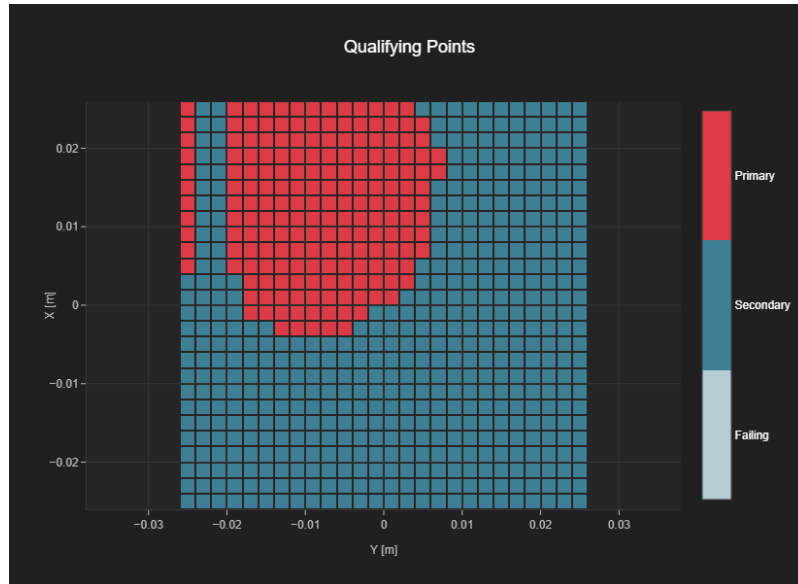 Qualifying Points
0.02
0.01
0
−0.01
−0.02
X [m]
−0.03
−0.02
−0.01
0
0.01
0.02
0.03
Y [m]
Primary
Secondary
Failing